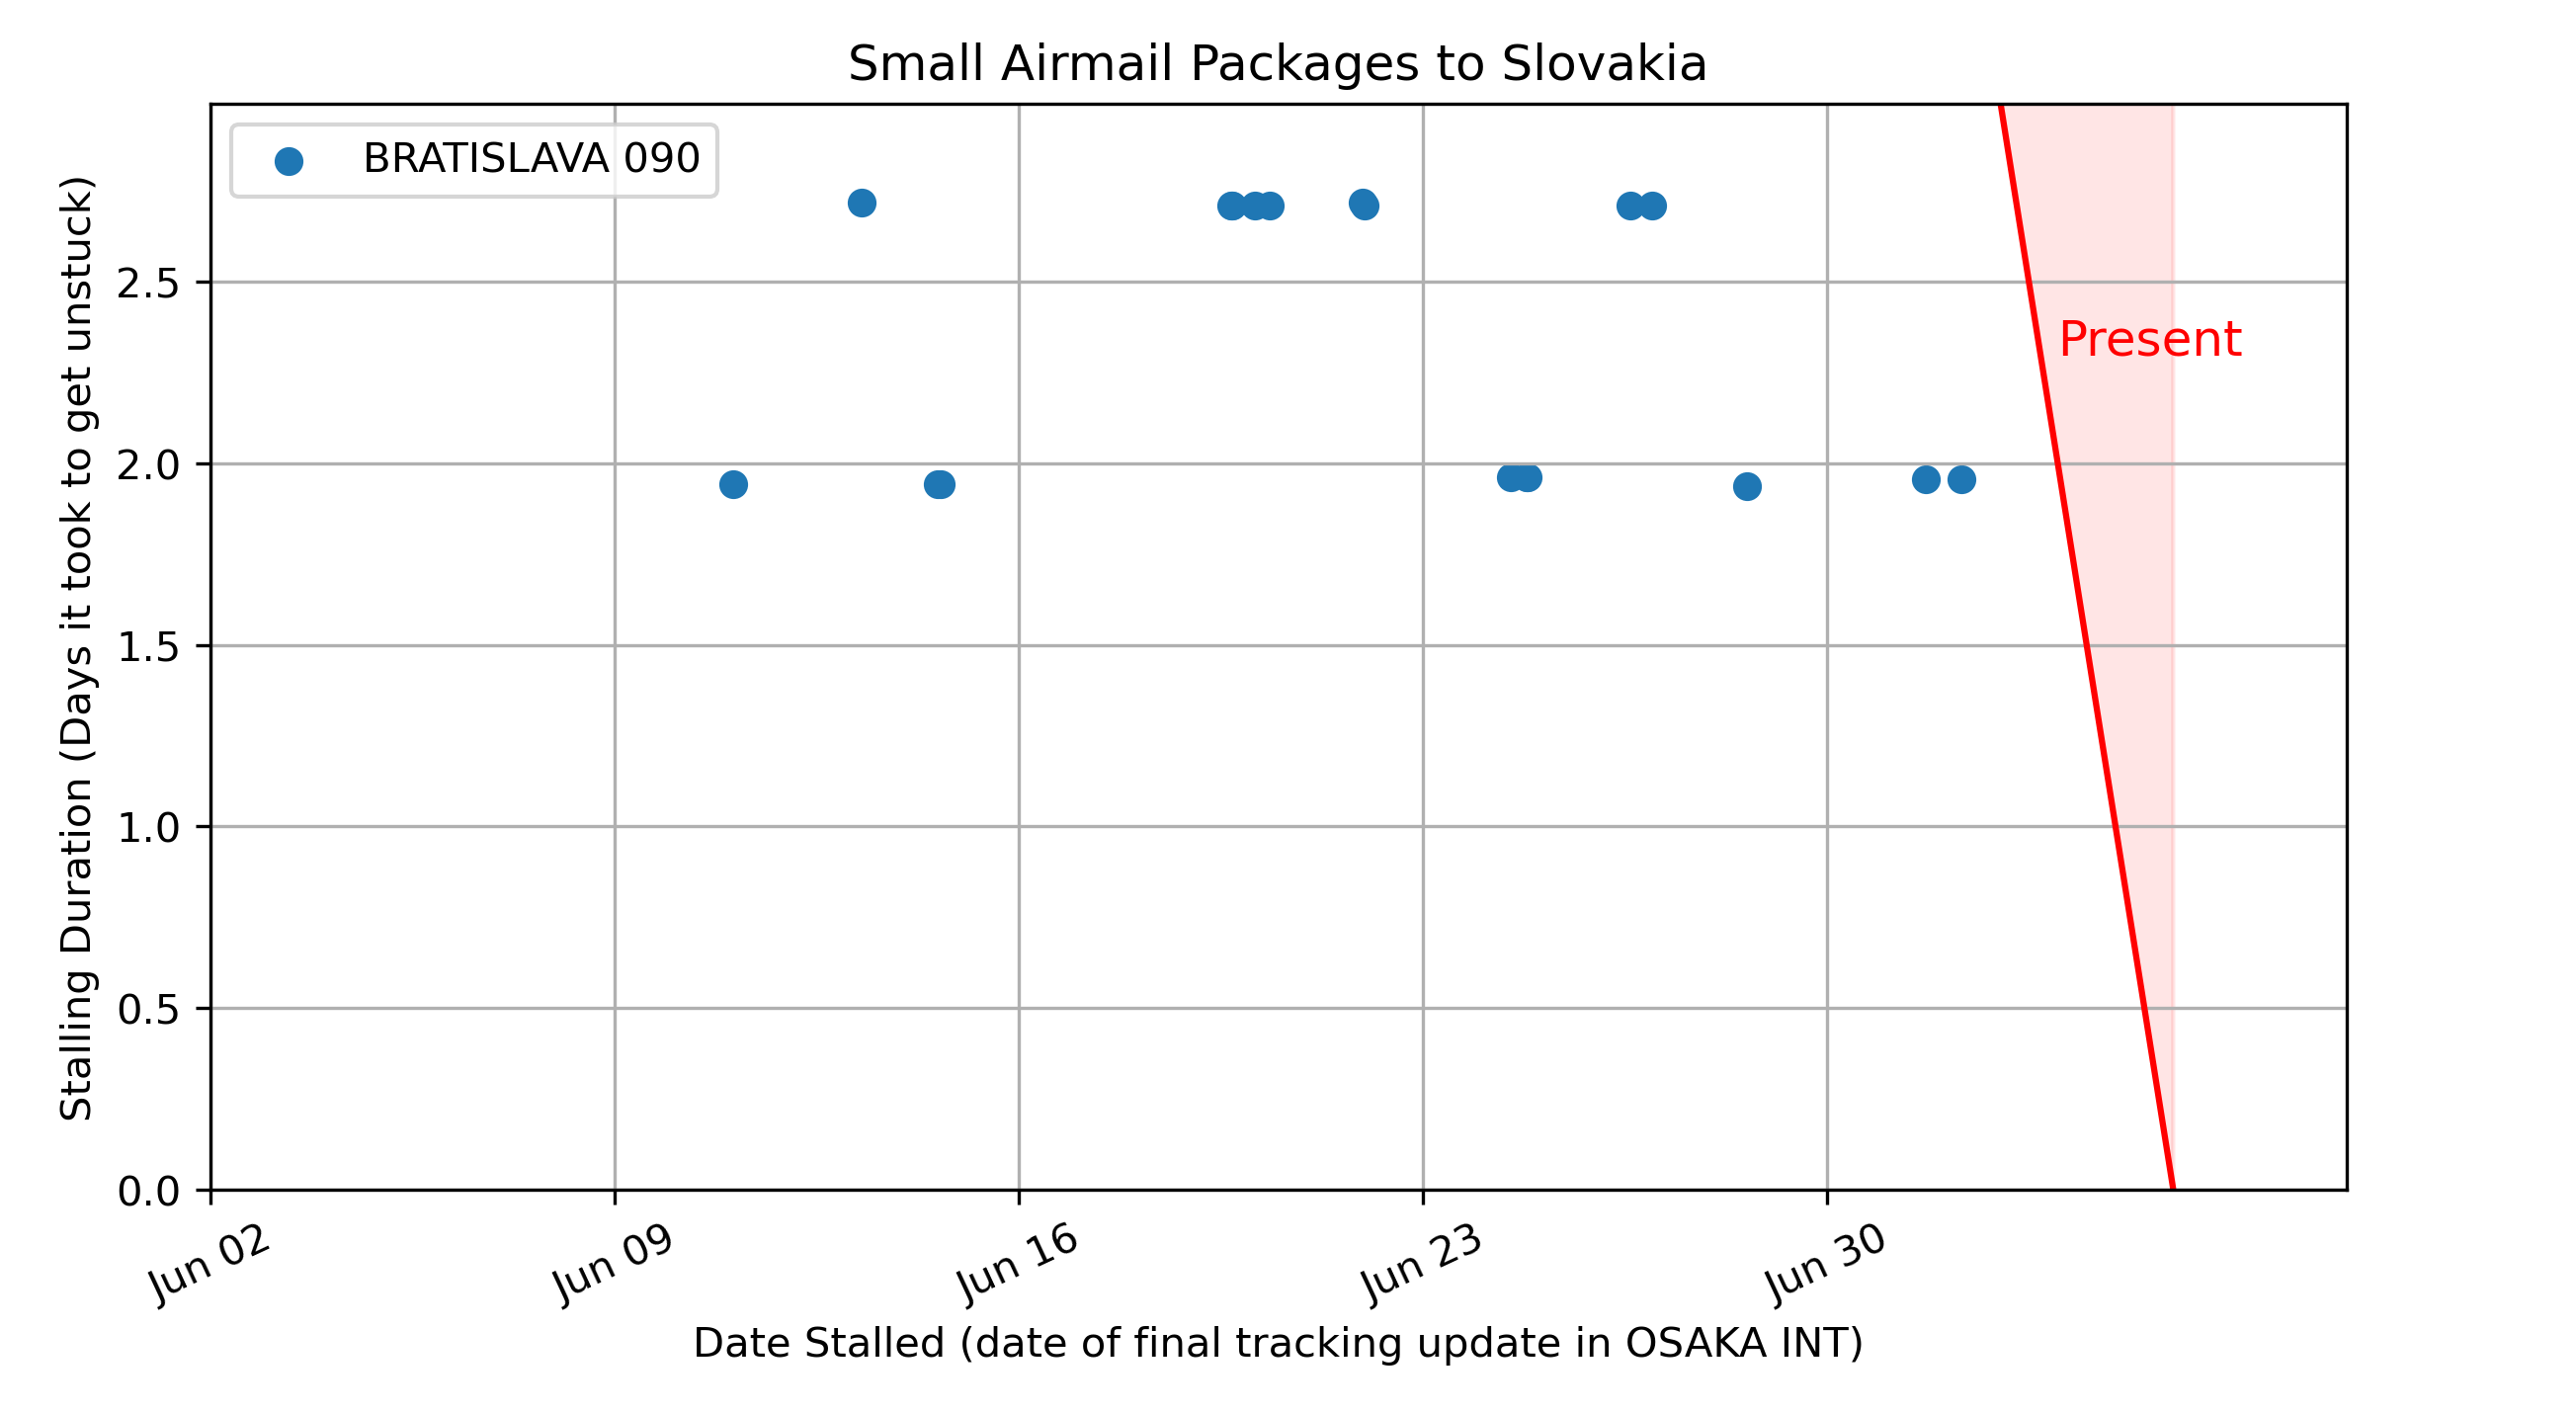 Small Airmail Packages to Slovakia
BRATISLAVA 090
Present
Stalling Duration (Days it took to get unstuck)
2.5
2.0
1.5
1.0
0.5
0.0
Jun 02
Jun 09
Jun 16
Jun 23
Jun 30
Date Stalled (date of final tracking update in OSAKA INT)